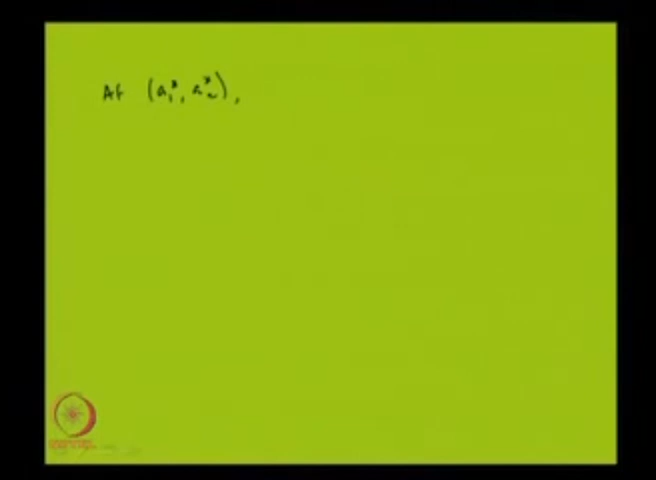 At (a₁*, a₂*),